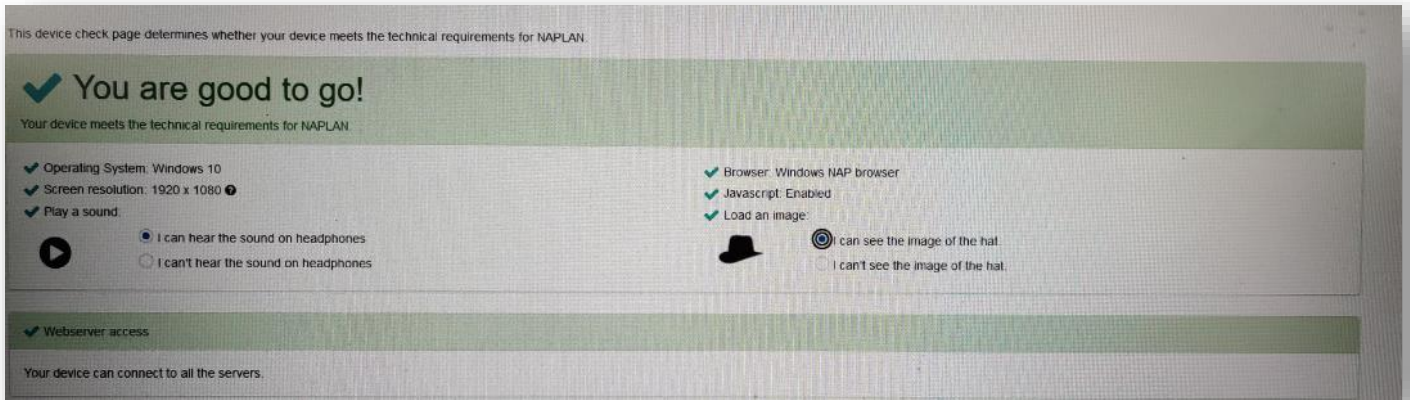 This device check page determines whether your device meets the technical requirements for NAPLAN.
You are good to go!
Your device meets the technical requirements for NAPLAN.
Operating System: Windows 10
Screen resolution: 1920 x 1080 ?
Play a sound:
I can hear the sound on headphones
I can't hear the sound on headphones
Browser: Windows NAP browser
Javascript: Enabled
Load an image:
I can see the image of the hat.
I can't see the image of the hat.
Webserver access
Your device can connect to all the servers.